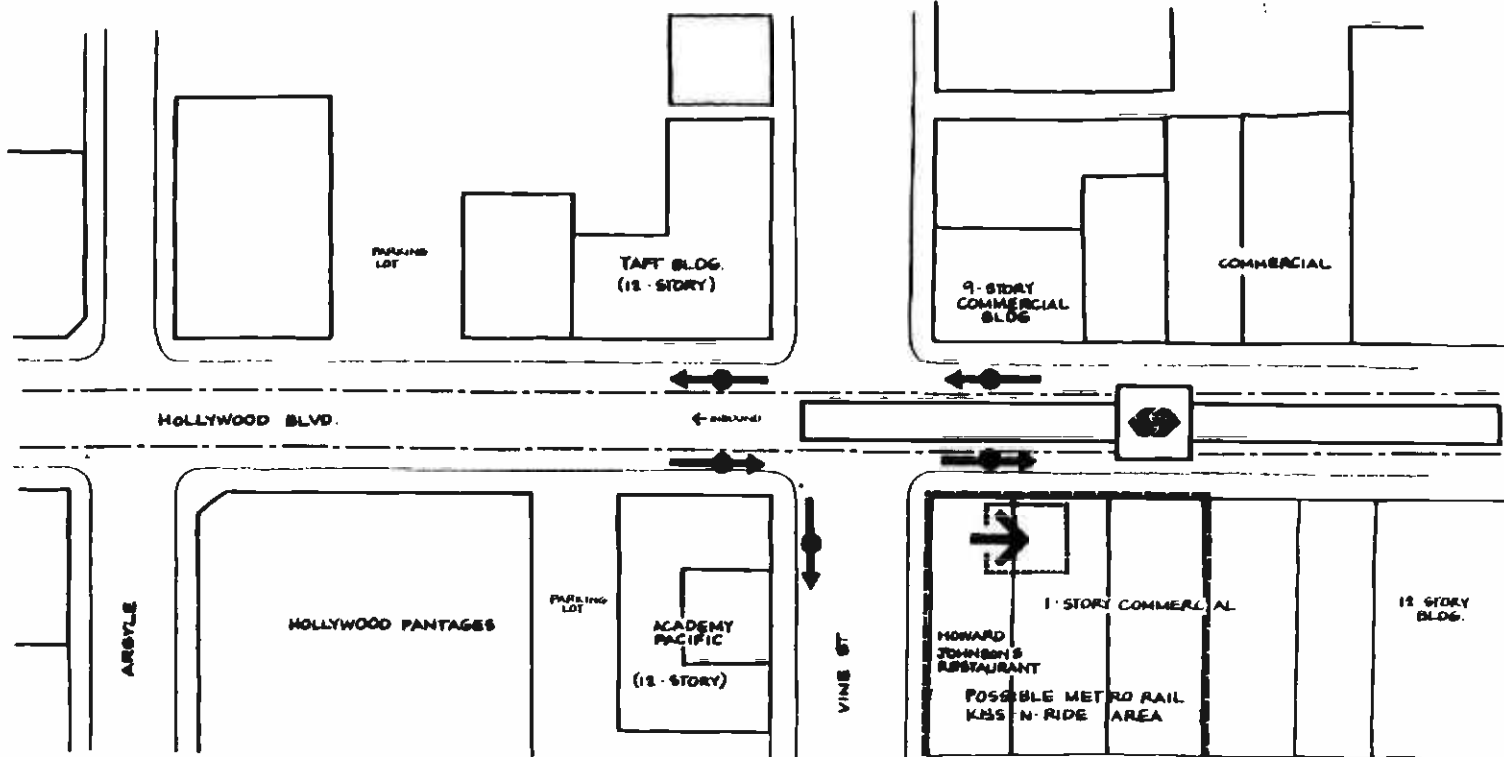 PARKING
LOT
TAFT BLDG.
(12-STORY)
9-STORY
COMMERCIAL
BLDG
COMMERCIAL
HOLLYWOOD BLVD.
← INBOUND
ARGYLE
HOLLYWOOD PANTAGES
PARKING
LOT
ACADEMY
PACIFIC
(12-STORY)
VINE ST
1-STORY COMMERCIAL
HOWARD
JOHNSONS
RESTAURANT
POSSIBLE METRO RAIL
KISS-N-RIDE AREA
12 STORY
BLDG.